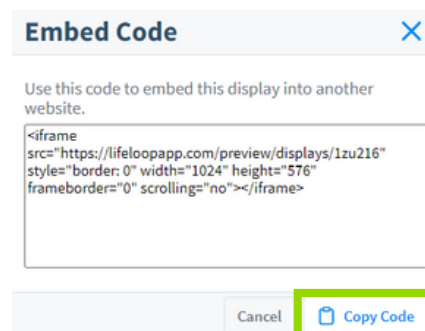 Embed Code
Use this code to embed this display into another
website.
<iframe
src="https://lifeloopapp.com/preview/displays/1zu216"
style="border: 0" width="1024" height="576"
frameborder="0" scrolling="no"></iframe>
Cancel
Copy Code